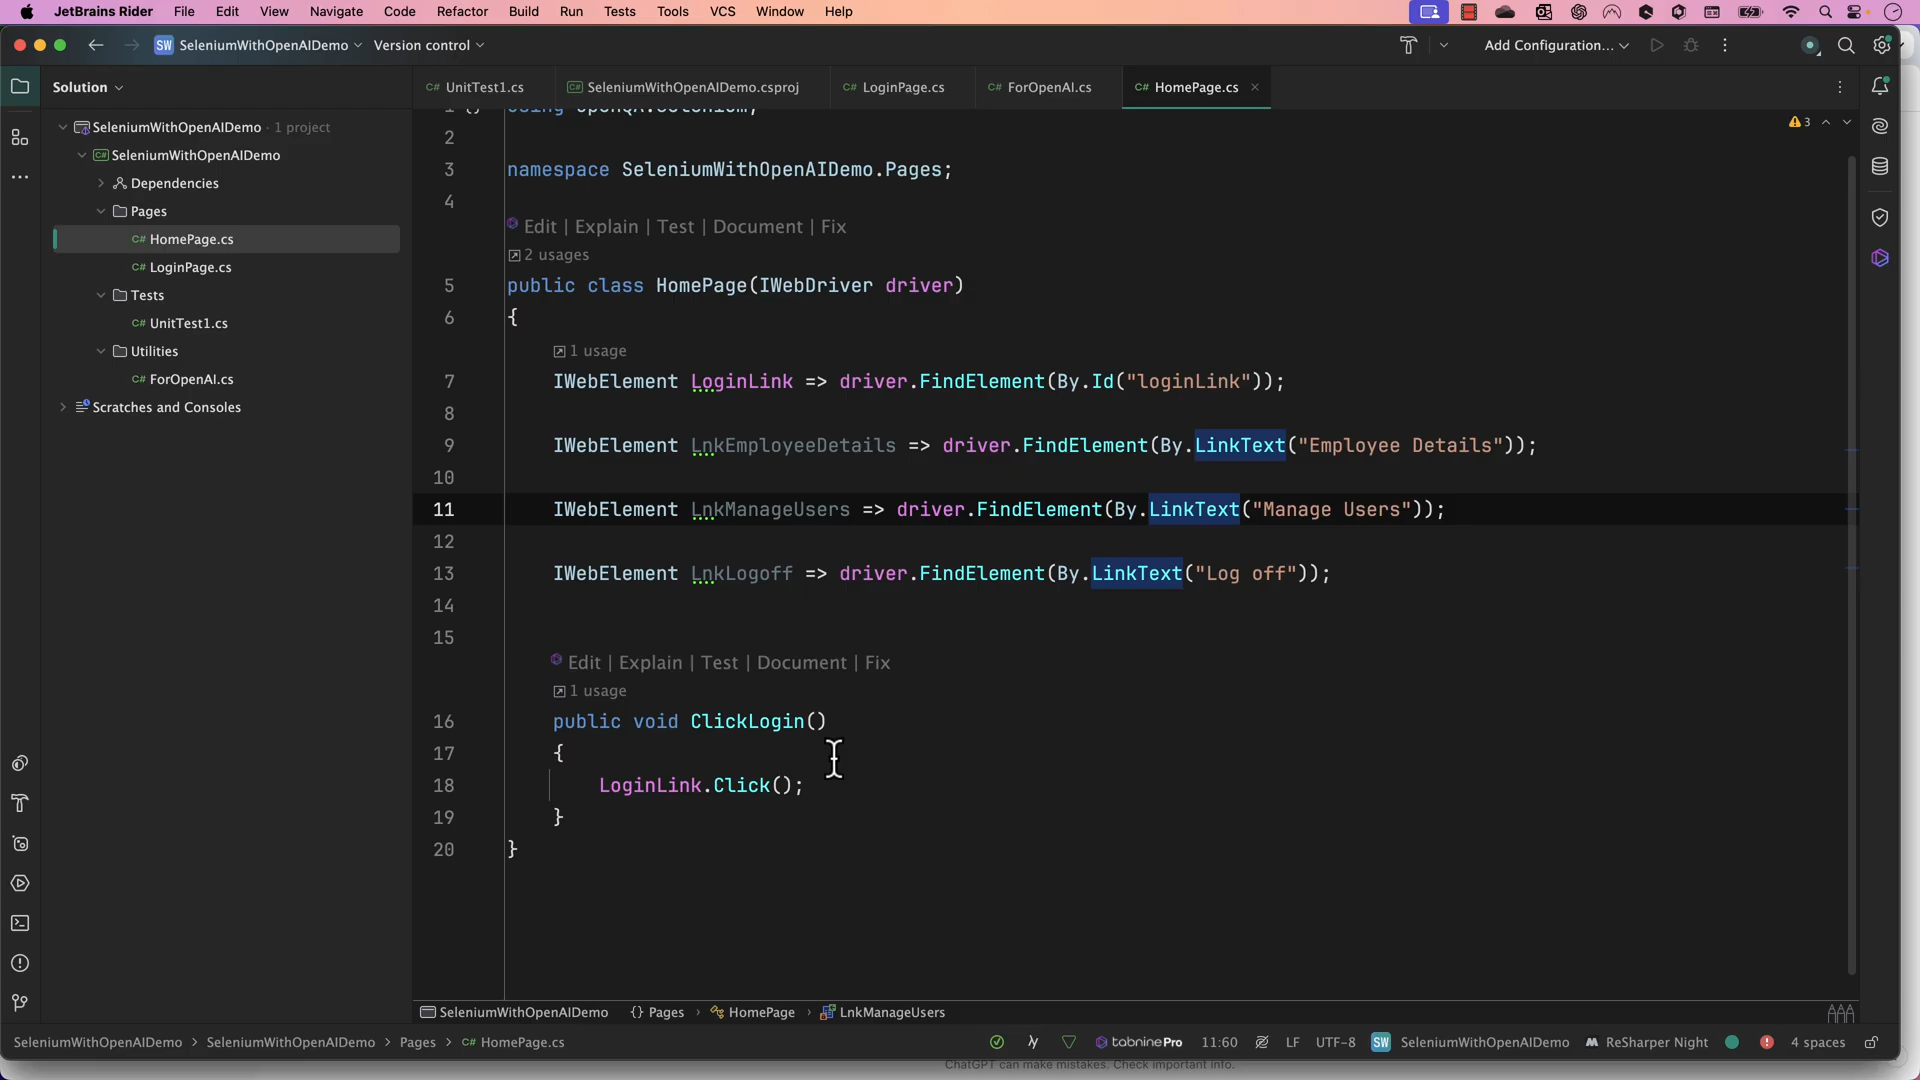 JetBrains Rider File Edit View Navigate Code Refactor Build Run Tests Tools VCS Window Help
SW SeleniumWithOpenAIDemo Version control Add Configuration...
Solution
UnitTest1.cs SeleniumWithOpenAIDemo.csproj LoginPage.cs ForOpenAI.cs HomePage.cs
SeleniumWithOpenAIDemo · 1 project
SeleniumWithOpenAIDemo
Dependencies
Pages
C# HomePage.cs
C# LoginPage.cs
Tests
C# UnitTest1.cs
Utilities
C# ForOpenAI.cs
Scratches and Consoles
3
1 using OpenQA.Selenium;
2
3 namespace SeleniumWithOpenAIDemo.Pages;
4
Edit | Explain | Test | Document | Fix
2 usages
5 public class HomePage(IWebDriver driver)
6 {
1 usage
7 IWebElement LoginLink => driver.FindElement(By.Id("loginLink"));
8
9 IWebElement LnkEmployeeDetails => driver.FindElement(By.LinkText("Employee Details"));
10
11 IWebElement LnkManageUsers => driver.FindElement(By.LinkText("Manage Users"));
12
13 IWebElement LnkLogoff => driver.FindElement(By.LinkText("Log off"));
14
15
Edit | Explain | Test | Document | Fix
1 usage
16 public void ClickLogin()
17 {
18 LoginLink.Click();
19 }
20 }
SeleniumWithOpenAIDemo {} Pages › HomePage › LnkManageUsers
SeleniumWithOpenAIDemo › SeleniumWithOpenAIDemo › Pages › C# HomePage.cs tabninePro 11:60 LF UTF-8 SW SeleniumWithOpenAIDemo ReSharper Night 4 spaces
ChatGPT can make mistakes. Check important info.